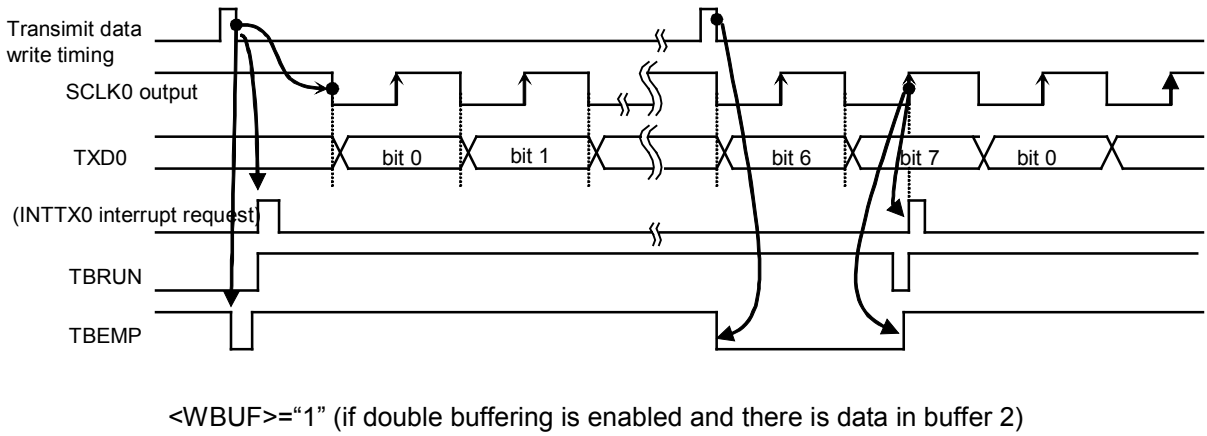 Transimit data
write timing
SCLK0 output
TXD0
bit 0
bit 1
bit 6
bit 7
bit 0
(INTTX0 interrupt request)
TBRUN
TBEMP
<WBUF>=“1” (if double buffering is enabled and there is data in buffer 2)